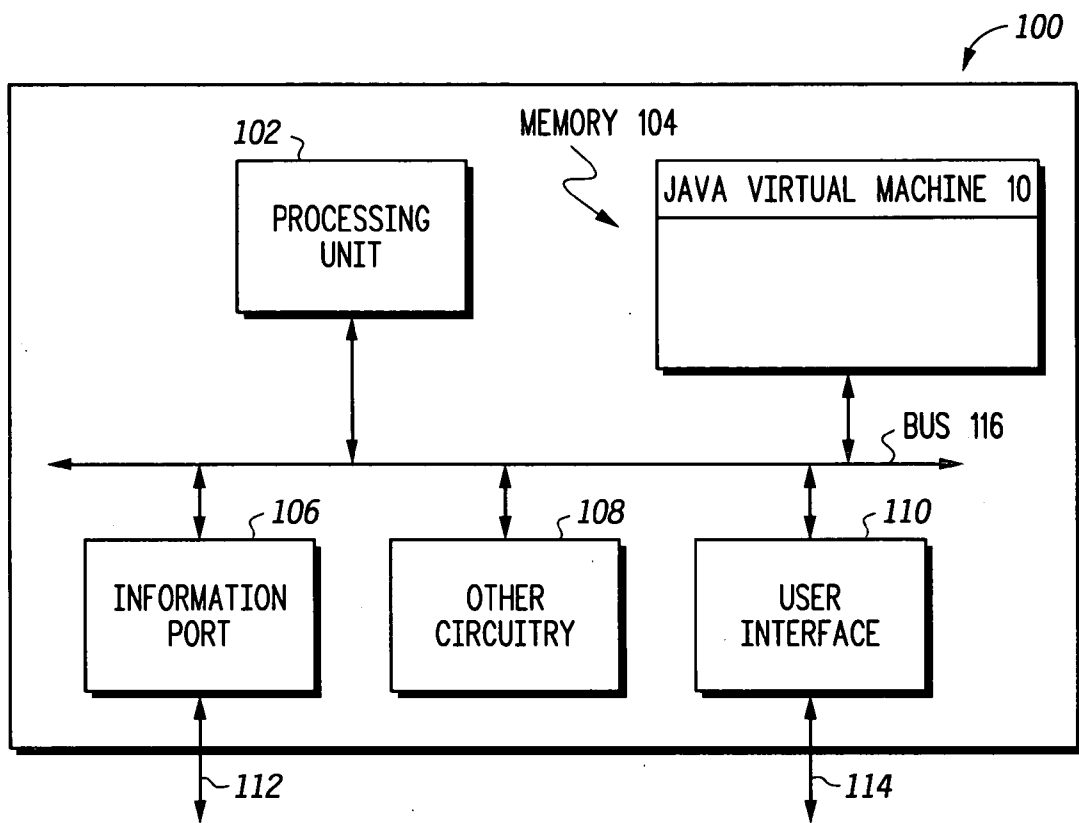 100
102
MEMORY 104
PROCESSING
UNIT
JAVA VIRTUAL MACHINE 10
BUS 116
106
108
110
INFORMATION
PORT
OTHER
CIRCUITRY
USER
INTERFACE
112
114